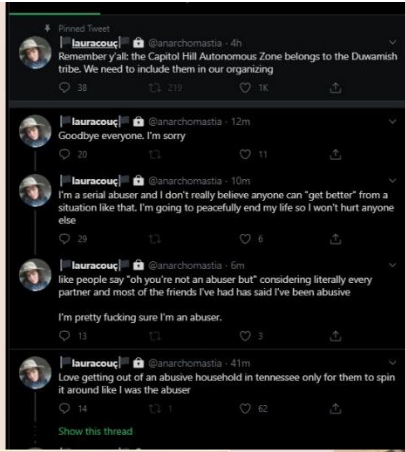 Pinned Tweet
lauracouç @anarchomastia · 4h
Remember y'all: the Capitol Hill Autonomous Zone belongs to the Duwamish
tribe. We need to include them in our organizing
38 219 1K
lauracouç @anarchomastia · 12m
Goodbye everyone. I'm sorry
20 11
lauracouç @anarchomastia · 10m
I'm a serial abuser and I don't really believe anyone can "get better" from a
situation like that. I'm going to peacefully end my life so I won't hurt anyone
else
29 6
lauracouç @anarchomastia · 6m
like people say "oh you're not an abuser but" considering literally every
partner and most of the friends I've had has said I've been abusive
I'm pretty fucking sure I'm an abuser.
13 3
lauracouç @anarchomastia · 41m
Love getting out of an abusive household in tennessee only for them to spin
it around like I was the abuser
14 1 62
Show this thread